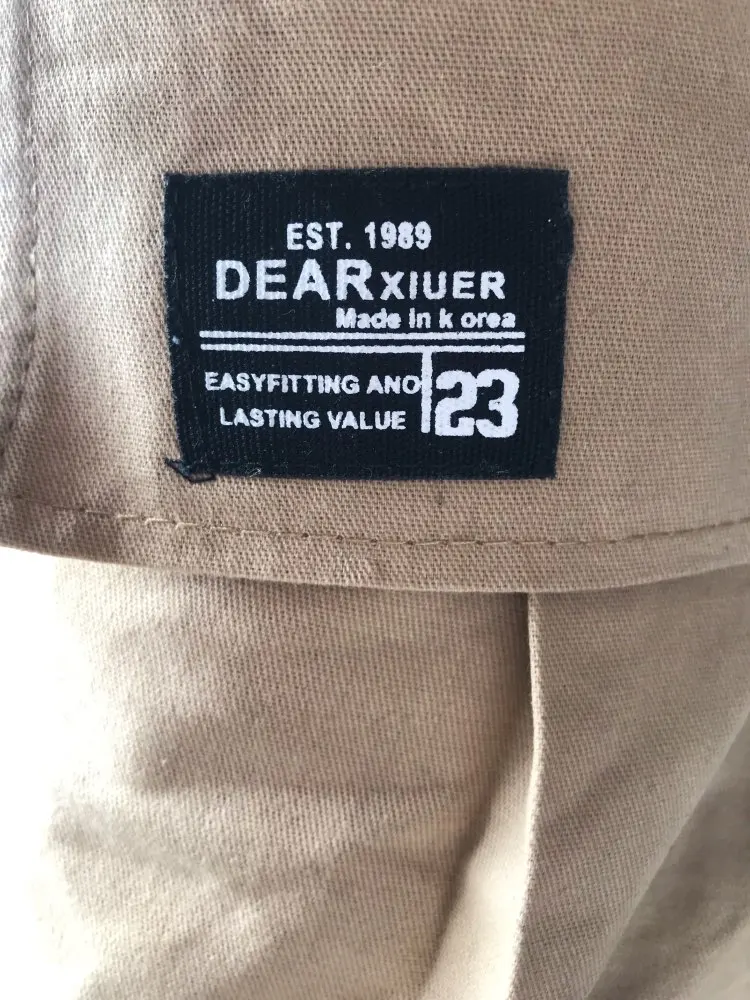 EST. 1989
DEARXIUER
Made in k orea
EASYFITTING ANO
LASTING VALUE
23